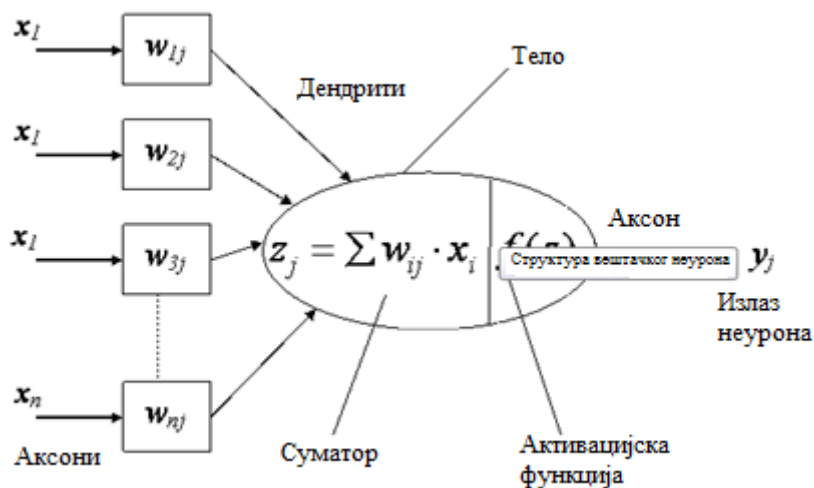 x₁
w₁ⱼ
Тело
Дендрити
x₁
w₂ⱼ
x₁
w₃ⱼ
zⱼ = ∑ wᵢⱼ · xᵢ
Аксон
Структура вештачког неурона
yⱼ
Излаз
неурона
xₙ
wₙⱼ
Аксони
Суматор
Активацијска
функција